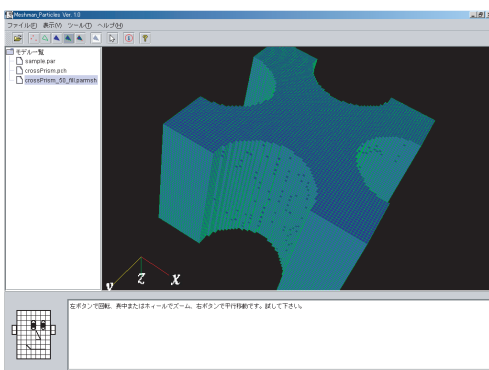 Meshman_Particles Ver. 1.0
ファイル(F) 表示(V) ツール(T) ヘルプ(H)
モデル一覧
sample.par
crossPrism.pch
crossPrism_50_fill.parmsh
Y Z X
左ボタンで回転、長中またはホィールでズーム、右ボタンで平行移動です。試して下さい。